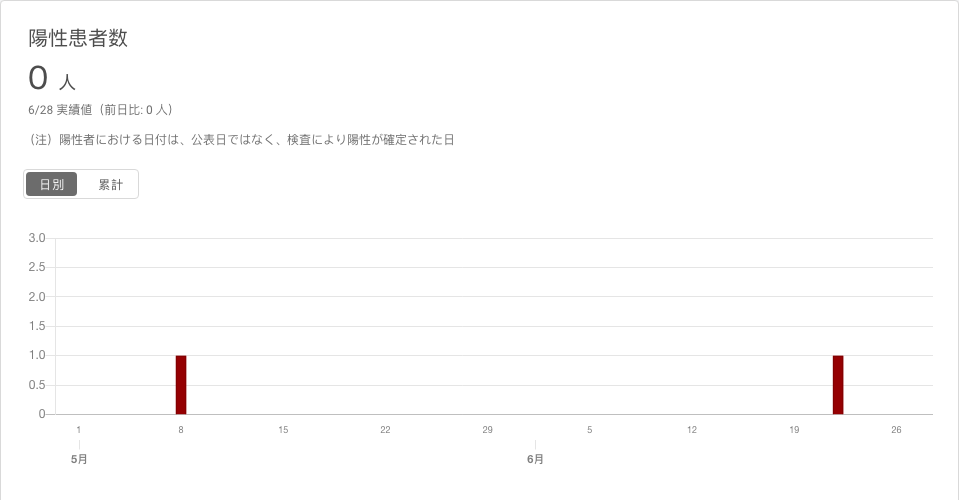 陽性患者数
0 人
6/28 実績値（前日比: 0 人）
（注）陽性者における日付は、公表日ではなく、検査により陽性が確定された日
日別 累計
3.0
2.5
2.0
1.5
1.0
0.5
0
1 8 15 22 29 5 12 19 26
5月 6月